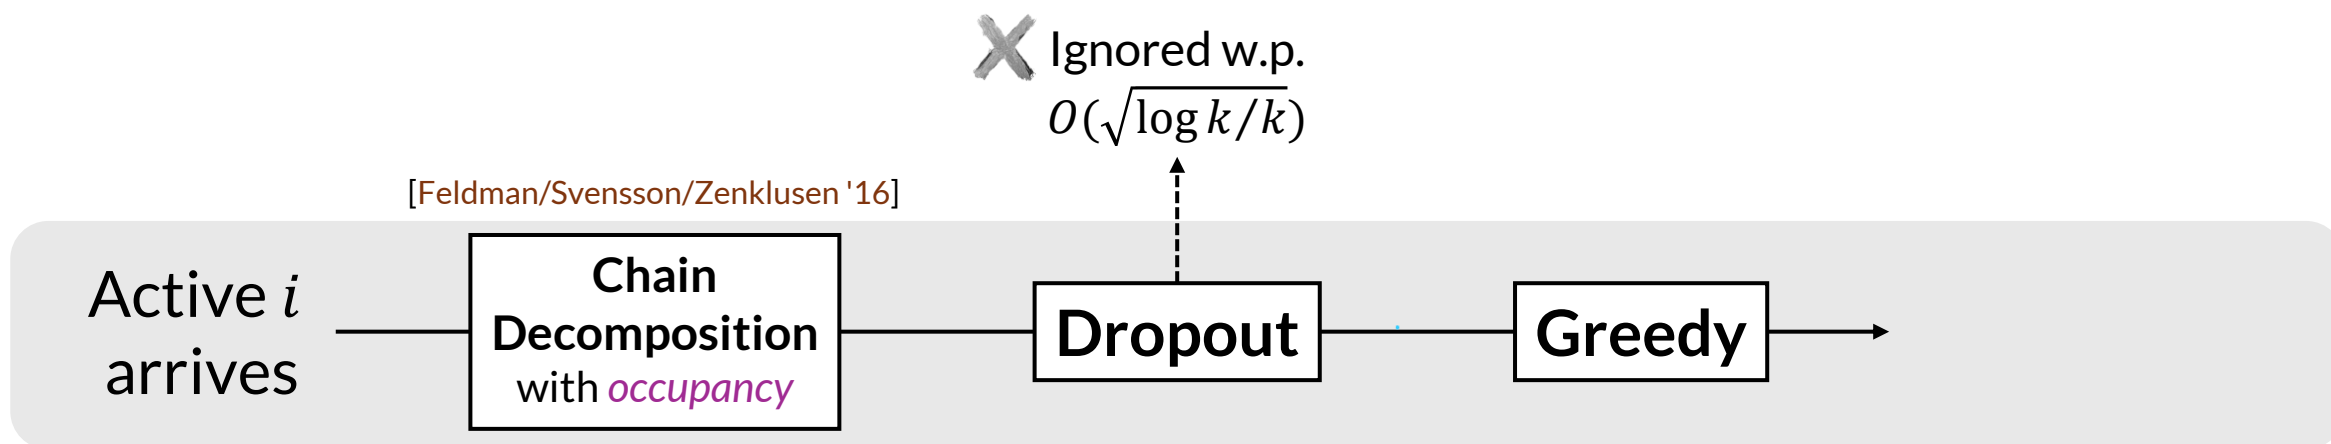 Ignored w.p.
O(√log k/k)
[Feldman/Svensson/Zenklusen '16]
Active i
arrives
Chain
Decomposition
with occupancy
Dropout
Greedy